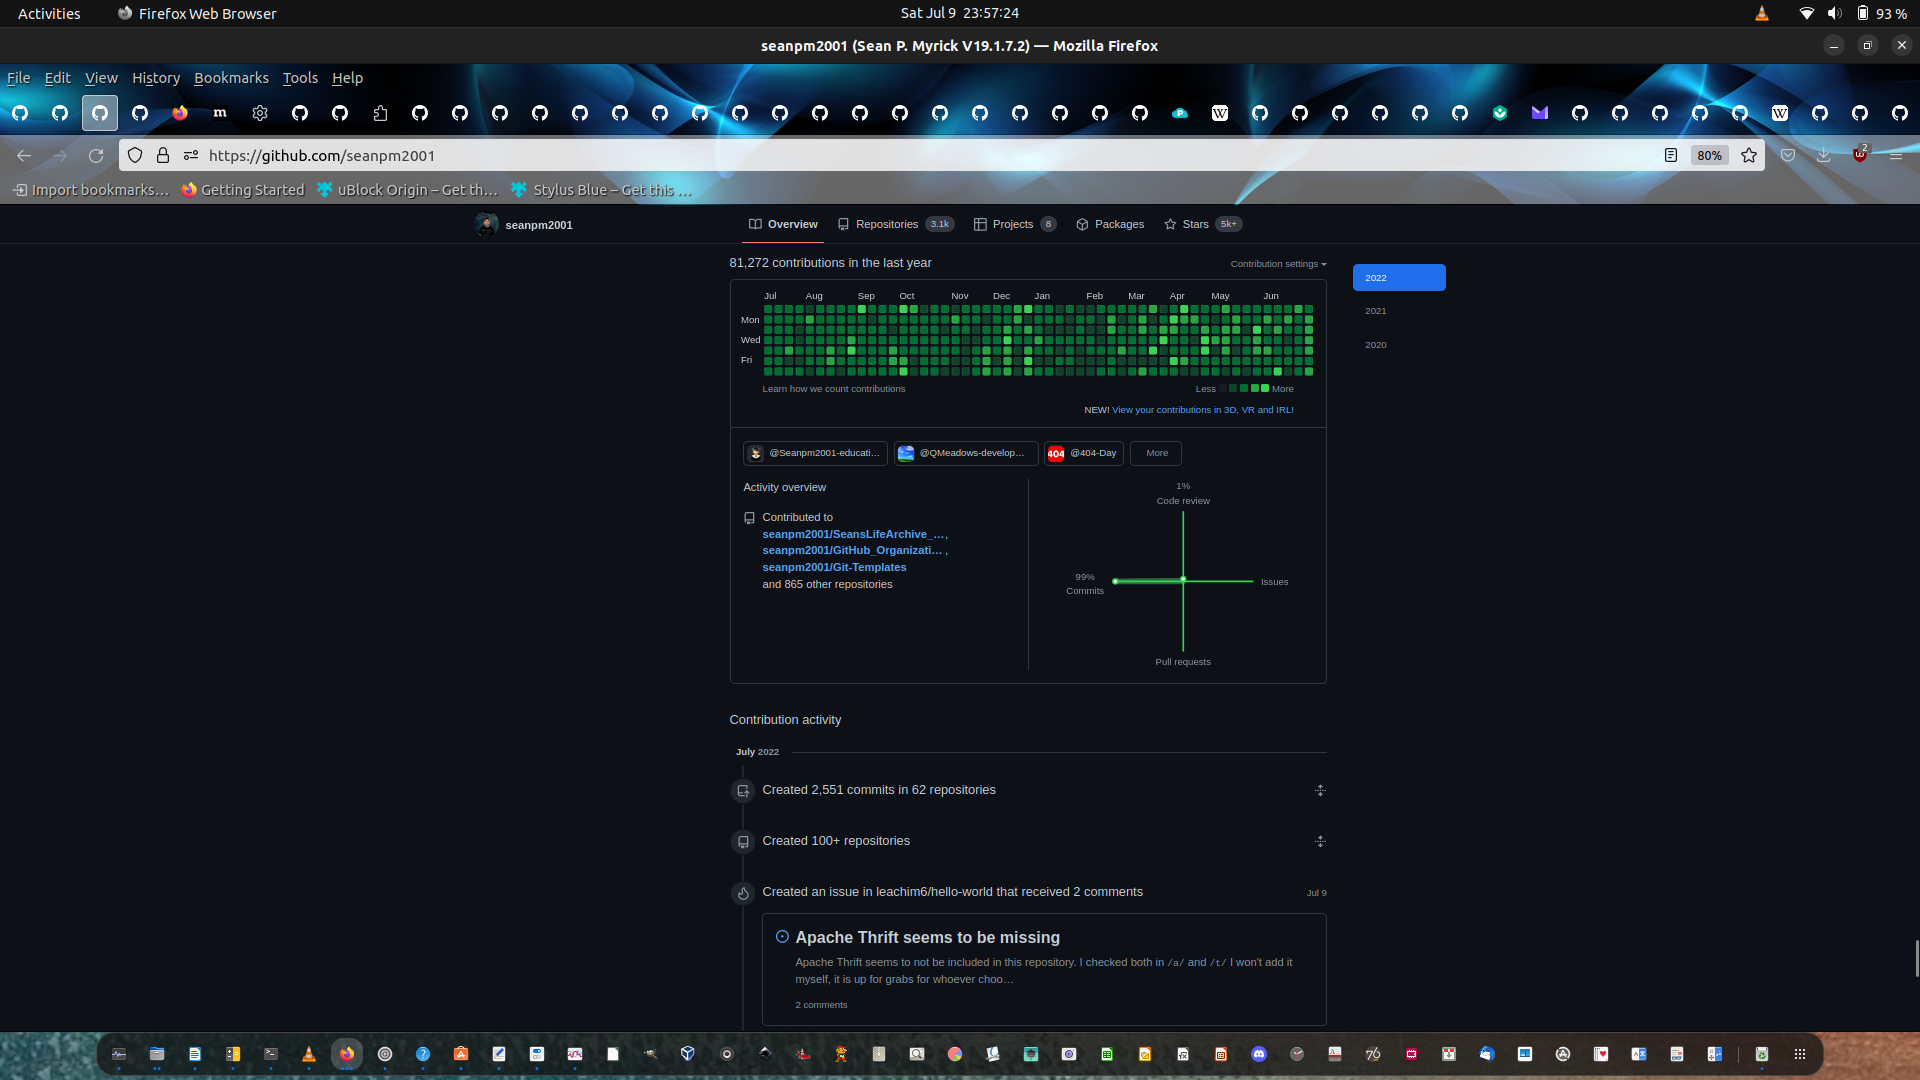 Activities
Firefox Web Browser
Sat Jul 9 23:57:24
93 %
seanpm2001 (Sean P. Myrick V19.1.7.2) — Mozilla Firefox
File Edit View History Bookmarks Tools Help
https://github.com/seanpm2001
80%
2
Import bookmarks…
Getting Started
uBlock Origin – Get th…
Stylus Blue – Get this …
seanpm2001
Overview
Repositories 3.1k
Projects 8
Packages
Stars 5k+
81,272 contributions in the last year
Contribution settings
2022
2021
2020
Jul Aug Sep Oct Nov Dec Jan Feb Mar Apr May Jun
Mon
Wed
Fri
Learn how we count contributions
Less More
NEW! View your contributions in 3D, VR and IRL!
@Seanpm2001-educati…
@QMeadows-develop…
404 @404-Day
More
Activity overview
Contributed to
seanpm2001/SeansLifeArchive_…,
seanpm2001/GitHub_Organizati… ,
seanpm2001/Git-Templates
and 865 other repositories
1%
Code review
99%
Commits
Issues
Pull requests
Contribution activity
July 2022
Created 2,551 commits in 62 repositories
Created 100+ repositories
Created an issue in leachim6/hello-world that received 2 comments
Jul 9
Apache Thrift seems to be missing
Apache Thrift seems to not be included in this repository. I checked both in /a/ and /t/ I won't add it
myself, it is up for grabs for whoever choo…
2 comments